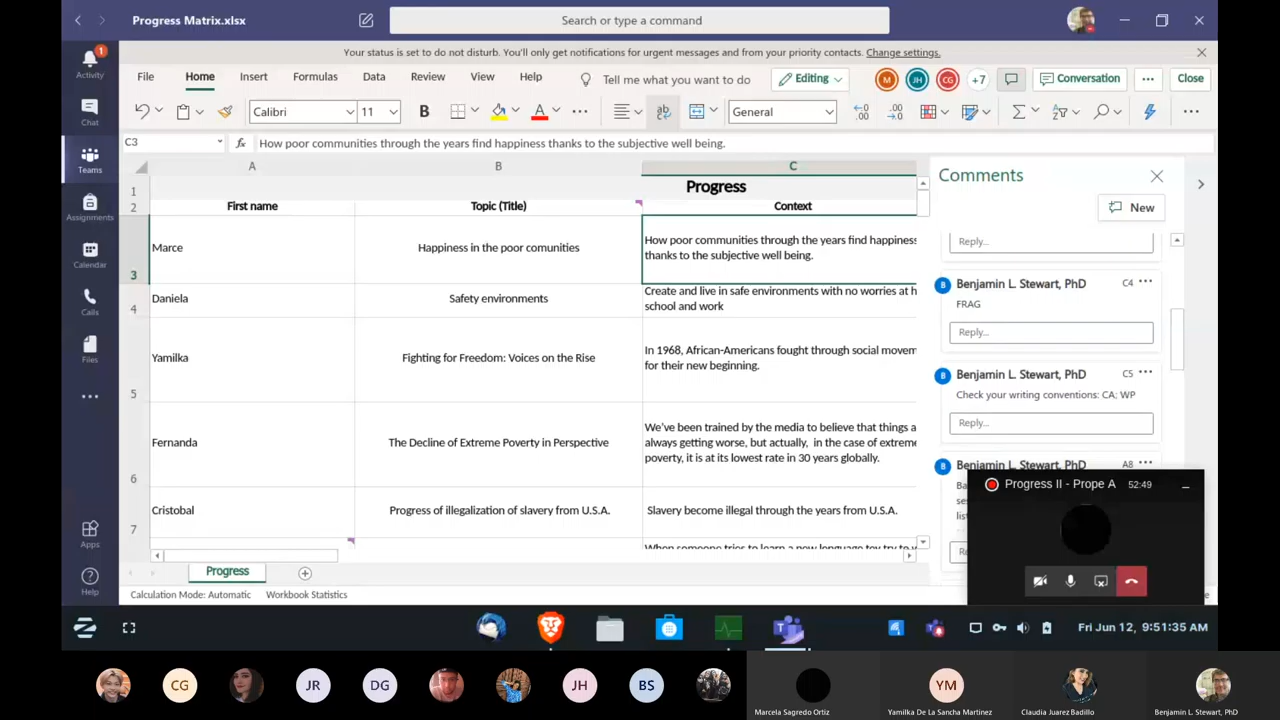 Progress Matrix.xlsx
Search or type a command
Your status is set to do not disturb. You'll only get notifications for urgent messages and from your priority contacts. Change settings.
1
Activity
Chat
Teams
Assignments
Calendar
Calls
Files
Apps
Help
File Home Insert Formulas Data Review View Help Tell me what you want to do Editing M JH CG +7 Conversation Close
Calibri 11 B A General
C3 fx How poor communities through the years find happiness thanks to the subjective well being.
A B C
1 Progress
2 First name Topic (Title) Context
3 Marce Happiness in the poor comunities How poor communities through the years find happiness
thanks to the subjective well being.
4 Daniela Safety environments Create and live in safe environments with no worries at h
school and work
5 Yamilka Fighting for Freedom: Voices on the Rise In 1968, African-Americans fought through social movem
for their new beginning.
6 Fernanda The Decline of Extreme Poverty in Perspective We've been trained by the media to believe that things a
always getting worse, but actually, in the case of extreme
poverty, it is at its lowest rate in 30 years globally.
7 Cristobal Progress of illegalization of slavery from U.S.A. Slavery become illegal through the years from U.S.A.
Comments
New
Reply...
B Benjamin L. Stewart, PhD C4
FRAG
Reply...
B Benjamin L. Stewart, PhD C5
Check your writing conventions: CA; WP
Reply...
B Benjamin L. Stewart, PhD A8
Progress II - Prope A 52:49
Progress
Calculation Mode: Automatic Workbook Statistics
Fri Jun 12, 9:51:35 AM
CG JR DG JH BS YM
Marcela Sagredo Ortiz Yamilka De La Sancha Martinez Claudia Juarez Badillo Benjamin L. Stewart, PhD